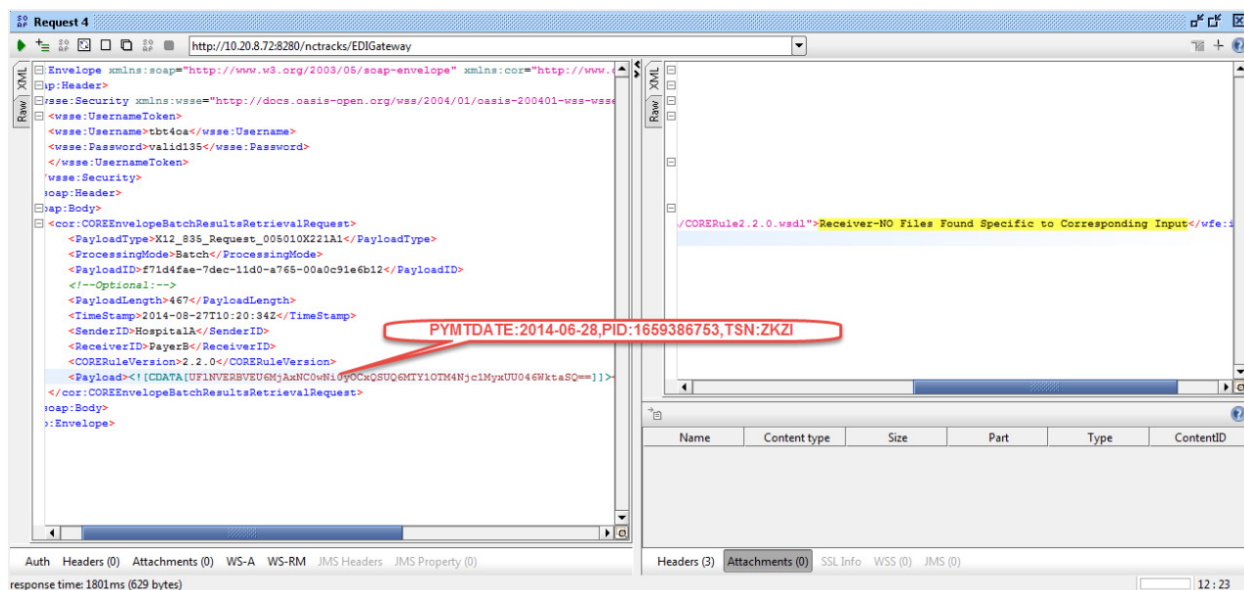 Request 4
http://10.20.8.72:8280/nctracks/EDIGateway
XML
Raw
:Envelope xmlns:soap="http://www.w3.org/2003/05/soap-envelope" xmlns:cor="http://www.
ap:Header>
wsse:Security xmlns:wsse="http://docs.oasis-open.org/wss/2004/01/oasis-200401-wss-wsse
<wsse:UsernameToken>
<wsse:Username>tbt4oa</wsse:Username>
<wsse:Password>valid135</wsse:Password>
</wsse:UsernameToken>
/wsse:Security>
soap:Header>
oap:Body>
<cor:COREEnvelopeBatchResultsRetrievalRequest>
<PayloadType>X12_835_Request_005010X221A1</PayloadType>
<ProcessingMode>Batch</ProcessingMode>
<PayloadID>f71d4fae-7dec-11d0-a765-00a0c91e6b12</PayloadID>
<!--Optional:-->
<PayloadLength>467</PayloadLength>
<TimeStamp>2014-08-27T10:20:34Z</TimeStamp>
<SenderID>HospitalA</SenderID>
<ReceiverID>PayerB</ReceiverID>
<CORERuleVersion>2.2.0</CORERuleVersion>
<Payload><![CDATA[UFlNVERBVEU6MjAxNC0wNi0yOCxQSUQ6MTY1OTM4Njc1MyxUU046WktaSQ==]]>
</cor:COREEnvelopeBatchResultsRetrievalRequest>
soap:Body>
:Envelope>
PYMTDATE:2014-06-28,PID:1659386753,TSN:ZKZI
XML
Raw
/CORERule2.2.0.wsdl">Receiver-NO Files Found Specific to Corresponding Input</wfe:i
Name Content type Size Part Type ContentID
Auth Headers (0) Attachments (0) WS-A WS-RM JMS Headers JMS Property (0)
Headers (3) Attachments (0) SSL Info WSS (0) JMS (0)
response time: 1801ms (629 bytes)
12 : 23